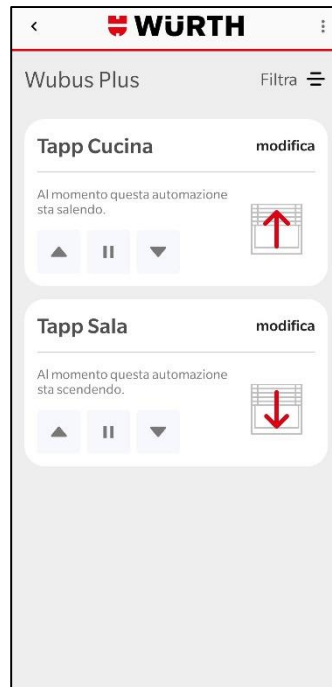 WÜRTH
Wubus Plus
Filtra
Tapp Cucina
modifica
Al momento questa automazione
sta salendo.
Tapp Sala
modifica
Al momento questa automazione
sta scendendo.